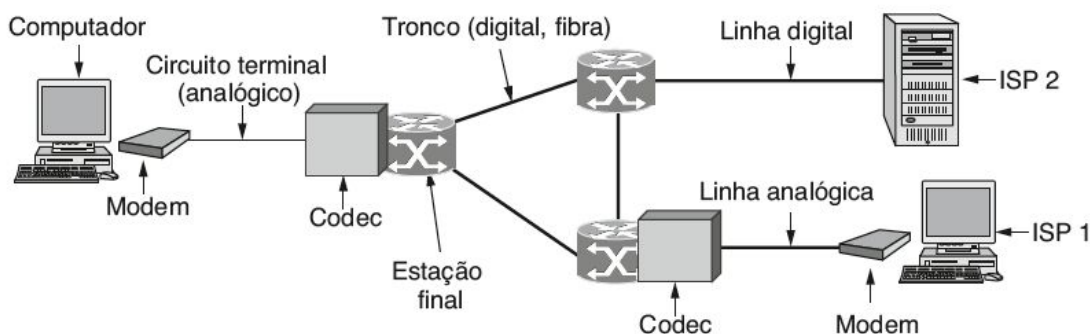 Computador
Circuito terminal
(analógico)
Tronco (digital, fibra)
Linha digital
ISP 2
Modem
Codec
Estação
final
Linha analógica
ISP 1
Codec
Modem